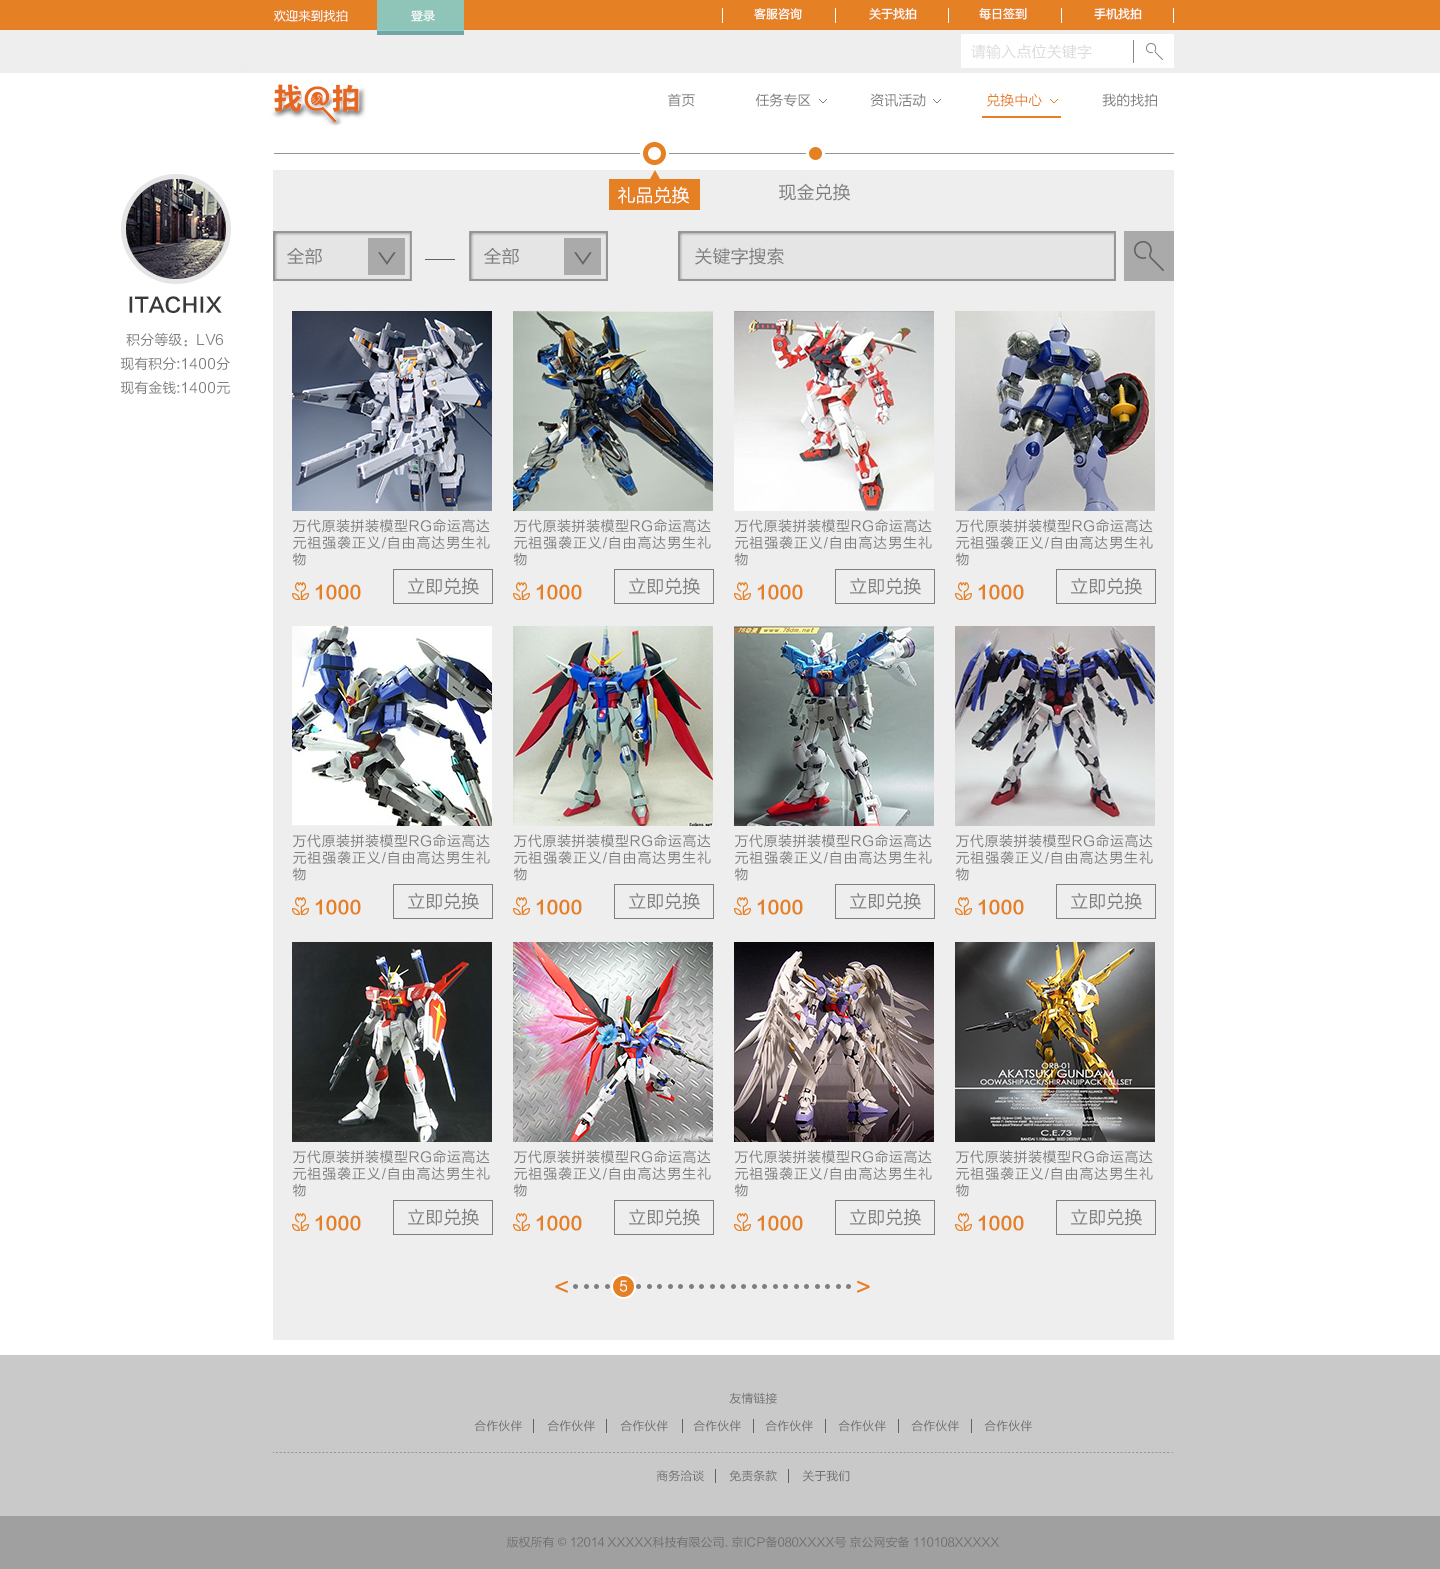 欢迎来到找拍 登录 客服咨询 关于找拍 每日签到 手机找拍
请输入点位关键字
找@拍 首页 任务专区 资讯活动 兑换中心 我的找拍
礼品兑换 现金兑换
全部 全部 关键字搜索
ITACHIX
积分等级：LV6
现有积分:1400分
现有金钱:1400元
万代原装拼装模型RG命运高达
元祖强袭正义/自由高达男生礼
物
1000 立即兑换
万代原装拼装模型RG命运高达
元祖强袭正义/自由高达男生礼
物
1000 立即兑换
万代原装拼装模型RG命运高达
元祖强袭正义/自由高达男生礼
物
1000 立即兑换
万代原装拼装模型RG命运高达
元祖强袭正义/自由高达男生礼
物
1000 立即兑换
www.78dm.net
万代原装拼装模型RG命运高达
元祖强袭正义/自由高达男生礼
物
1000 立即兑换
万代原装拼装模型RG命运高达
元祖强袭正义/自由高达男生礼
物
1000 立即兑换
万代原装拼装模型RG命运高达
元祖强袭正义/自由高达男生礼
物
1000 立即兑换
万代原装拼装模型RG命运高达
元祖强袭正义/自由高达男生礼
物
1000 立即兑换
ORB-01
AKATSUKI GUNDAM
OOWASHIPACK/SHIRANUIPACK FULLSET
C.E.73
万代原装拼装模型RG命运高达
元祖强袭正义/自由高达男生礼
物
1000 立即兑换
万代原装拼装模型RG命运高达
元祖强袭正义/自由高达男生礼
物
1000 立即兑换
万代原装拼装模型RG命运高达
元祖强袭正义/自由高达男生礼
物
1000 立即兑换
万代原装拼装模型RG命运高达
元祖强袭正义/自由高达男生礼
物
1000 立即兑换
< 5 >
友情链接
合作伙伴 合作伙伴 合作伙伴 合作伙伴 合作伙伴 合作伙伴 合作伙伴 合作伙伴
商务洽谈 免责条款 关于我们
版权所有 © 12014 XXXXX科技有限公司. 京ICP备080XXXX号 京公网安备 110108XXXXX